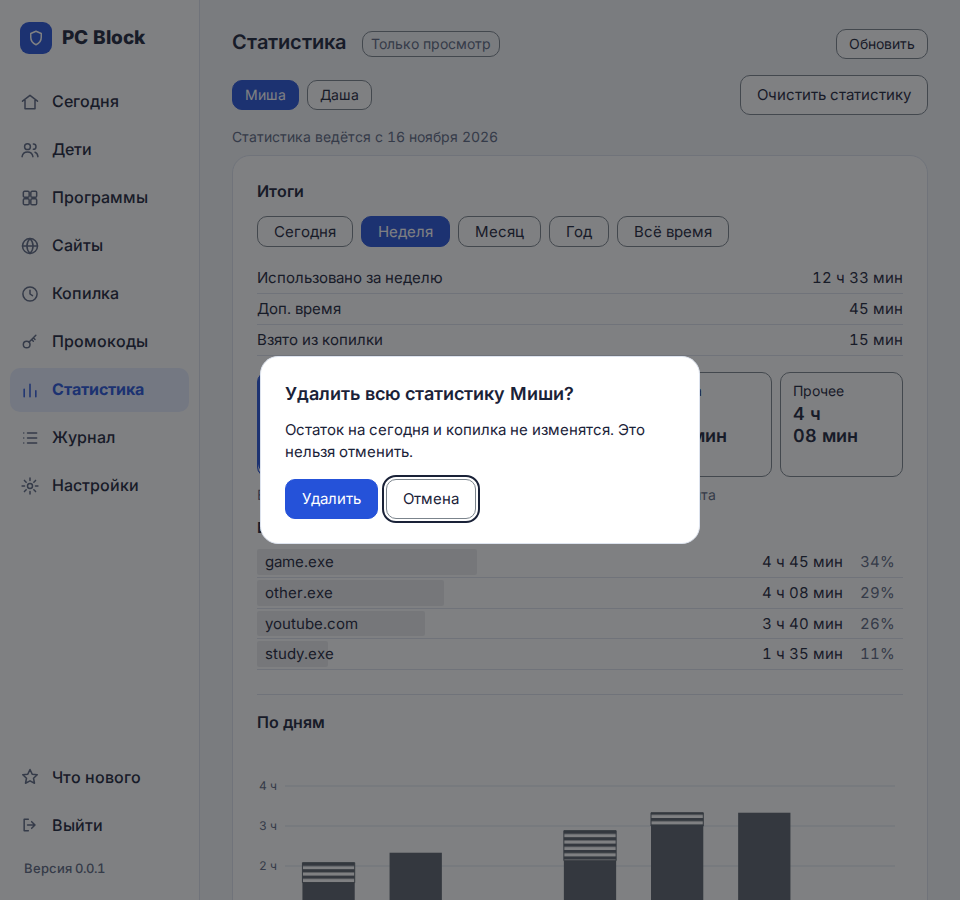 PC Block
Сегодня
Дети
Программы
Сайты
Копилка
Промокоды
Статистика
Журнал
Настройки
Что нового
Выйти
Версия 0.0.1
Статистика
Только просмотр
Обновить
Миша
Даша
Очистить статистику
Статистика ведётся с 16 ноября 2026
Итоги
Сегодня
Неделя
Месяц
Год
Всё время
Использовано за неделю
12 ч 33 мин
Доп. время
45 мин
Взято из копилки
15 мин
Прочее
4 ч
08 мин
Удалить всю статистику Миши?
Остаток на сегодня и копилка не изменятся. Это
нельзя отменить.
Удалить
Отмена
game.exe
4 ч 45 мин
34%
other.exe
4 ч 08 мин
29%
youtube.com
3 ч 40 мин
26%
study.exe
1 ч 35 мин
11%
По дням
4 ч
3 ч
2 ч